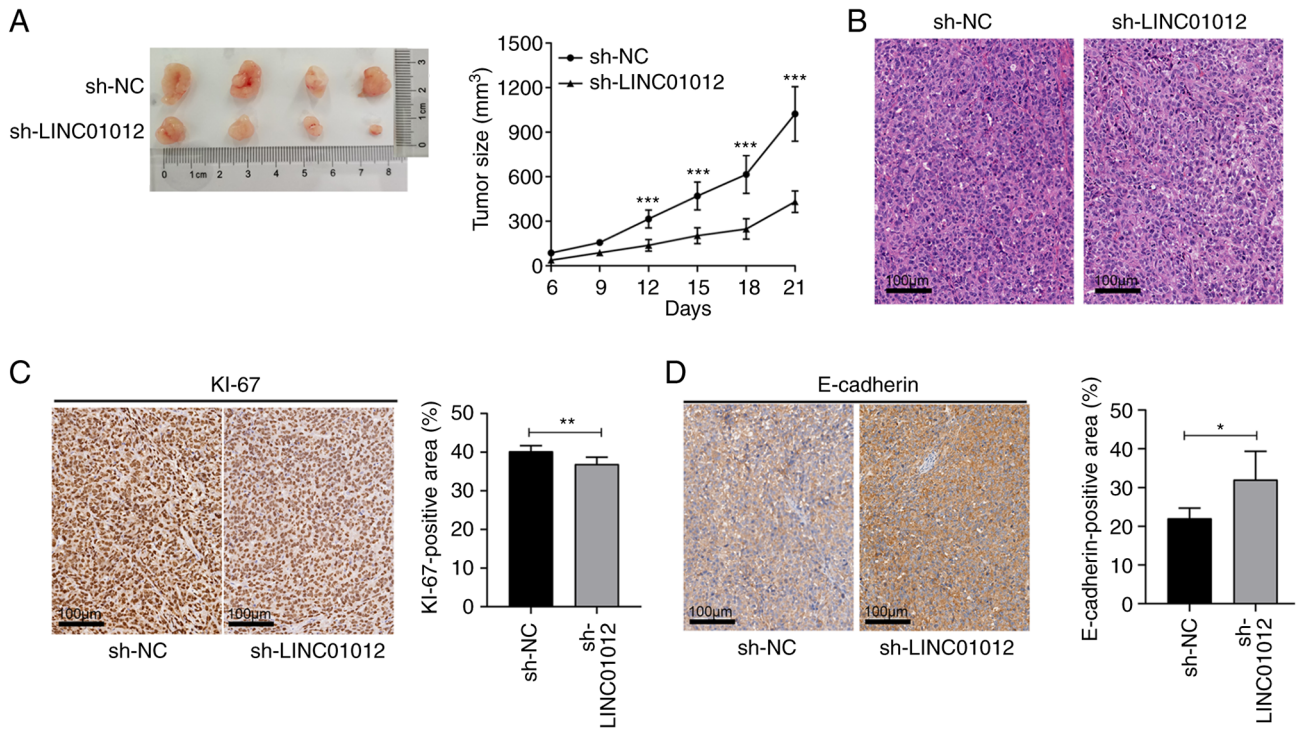 A
sh-NC
sh-LINC01012
0 1cm 2 3 4 5 6 7 8
3
2
1cm
0
Tumor size (mm3)
1500
1200
900
600
300
0
sh-NC
sh-LINC01012
*** *** *** ***
6 9 12 15 18 21
Days
B
sh-NC sh-LINC01012
100µm 100µm
C
KI-67
100µm 100µm
sh-NC sh-LINC01012
KI-67-positive area (%)
50
40
30
20
10
0
**
sh-NC
sh-
LINC01012
D
E-cadherin
100µm 100µm
sh-NC sh-LINC01012
E-cadherin-positive area (%)
50
40
30
20
10
0
*
sh-NC
sh-
LINC01012